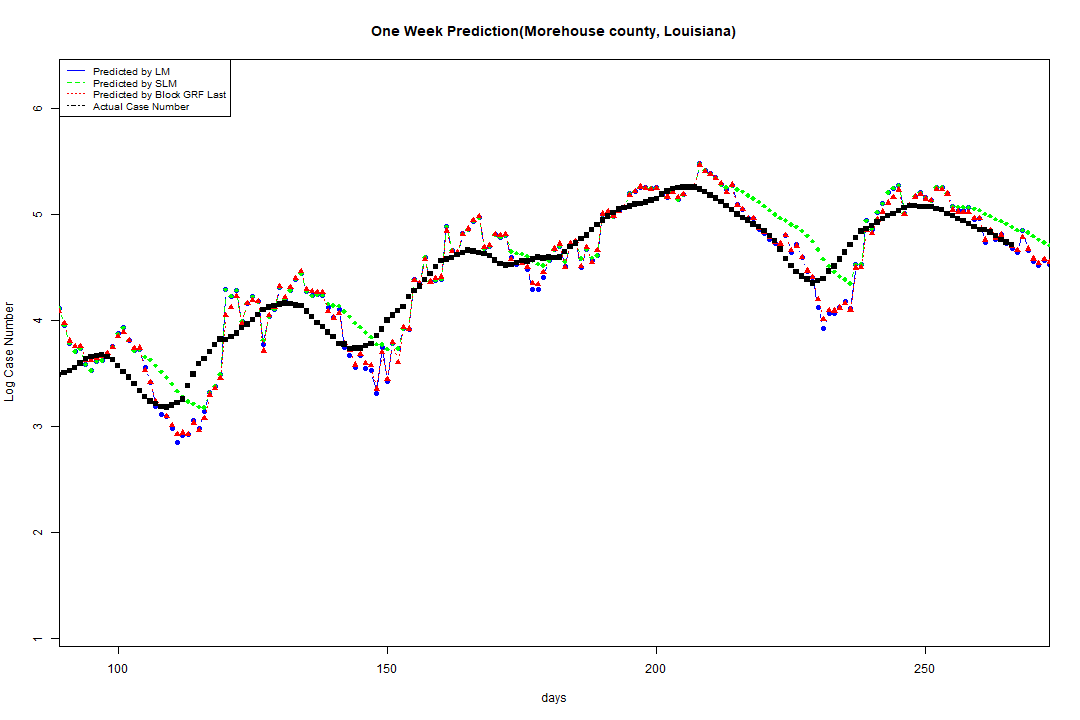 One Week Prediction(Morehouse county, Louisiana)
Predicted by LM
Predicted by SLM
Predicted by Block GRF Last
Actual Case Number
6
5
4
3
2
1
Log Case Number
100
150
200
250
days